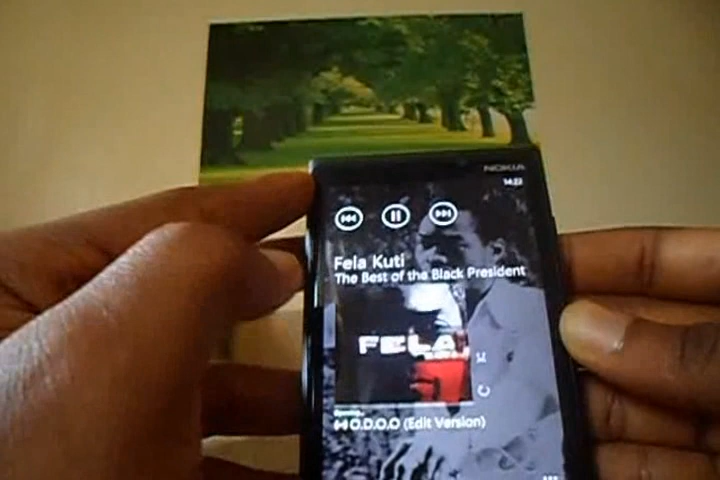 NOKIA
14:22
Fela Kuti
The Best of the Black President
FELA
O.D.O.O (Edit Version)